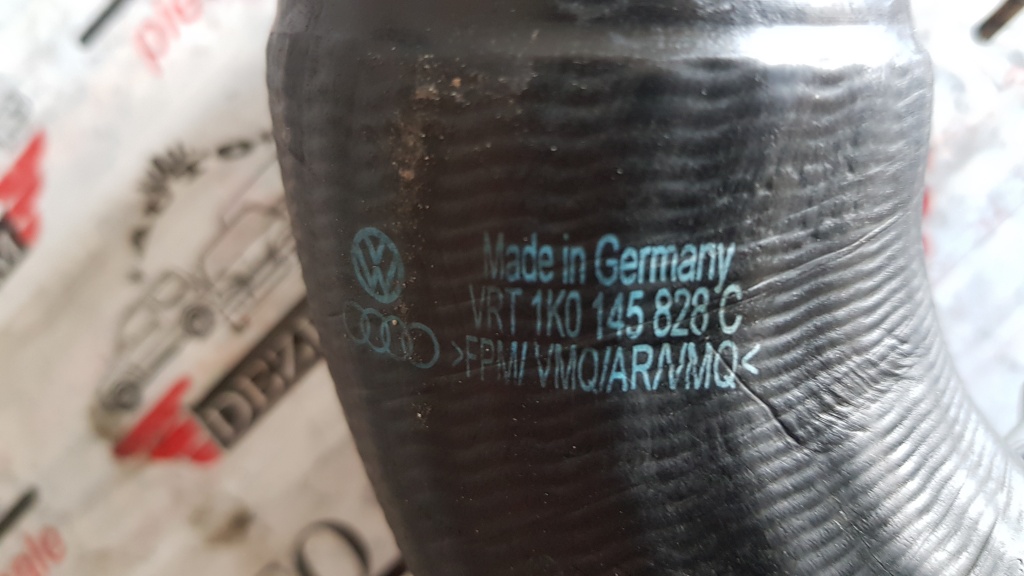 Made in Germany
VRT 1K0 145 828 C
>FPM/ VMQ/AR/VMQ<